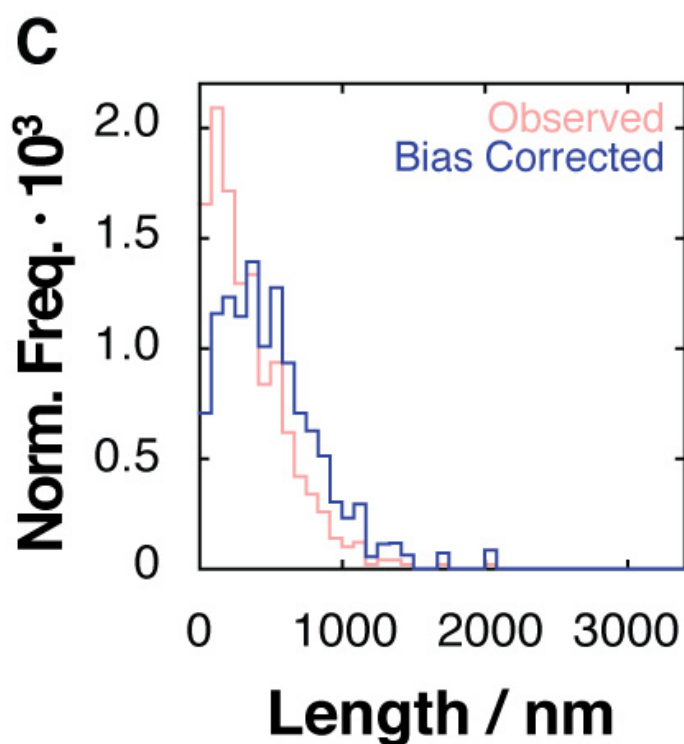 C
Norm. Freq. · 10³
2.0
1.5
1.0
0.5
0
Observed
Bias Corrected
0 1000 2000 3000
Length / nm